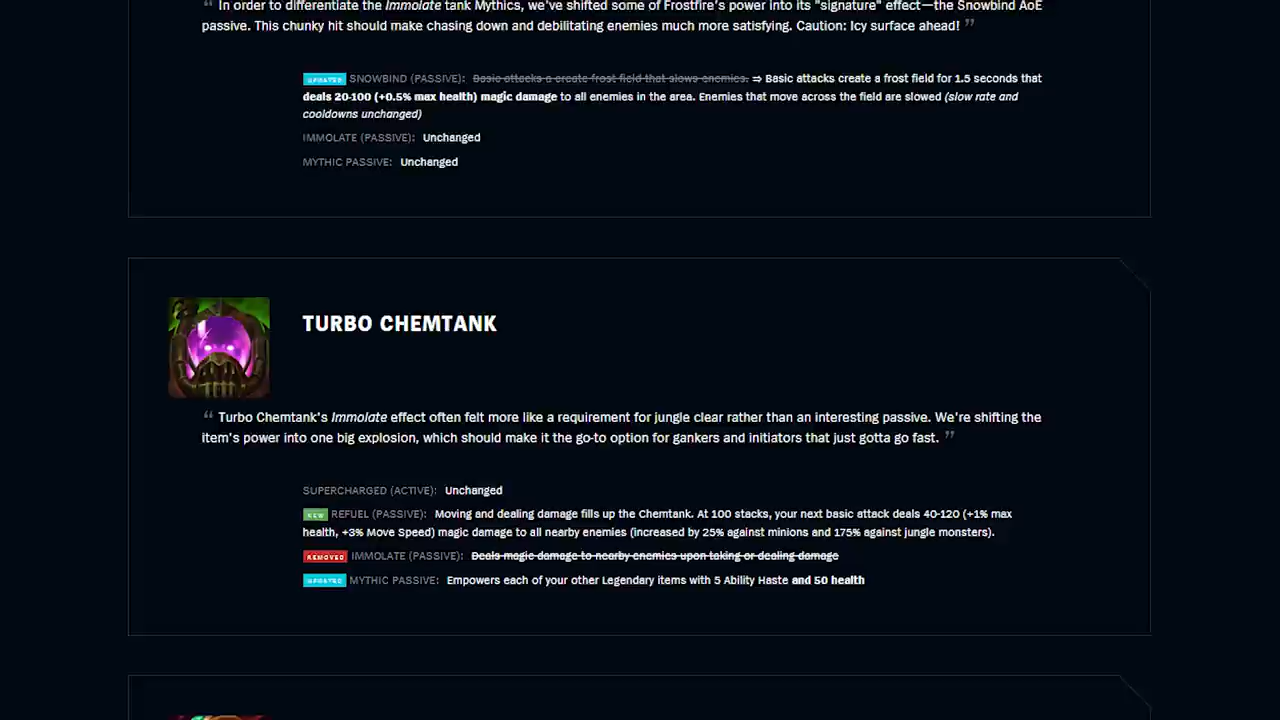 “ In order to differentiate the Immolate tank Mythics, we've shifted some of Frostfire's power into its "signature" effect—the Snowbind AoE
passive. This chunky hit should make chasing down and debilitating enemies much more satisfying. Caution: Icy surface ahead! ”
UPDATED SNOWBIND (PASSIVE): Basic attacks a create frost field that slows enemies. ⇒ Basic attacks create a frost field for 1.5 seconds that
deals 20-100 (+0.5% max health) magic damage to all enemies in the area. Enemies that move across the field are slowed (slow rate and
cooldowns unchanged)
IMMOLATE (PASSIVE): Unchanged
MYTHIC PASSIVE: Unchanged
TURBO CHEMTANK
“ Turbo Chemtank's Immolate effect often felt more like a requirement for jungle clear rather than an interesting passive. We're shifting the
item's power into one big explosion, which should make it the go-to option for gankers and initiators that just gotta go fast. ”
SUPERCHARGED (ACTIVE): Unchanged
NEW REFUEL (PASSIVE): Moving and dealing damage fills up the Chemtank. At 100 stacks, your next basic attack deals 40-120 (+1% max
health, +3% Move Speed) magic damage to all nearby enemies (increased by 25% against minions and 175% against jungle monsters).
REMOVED IMMOLATE (PASSIVE): Deals magic damage to nearby enemies upon taking or dealing damage
UPDATED MYTHIC PASSIVE: Empowers each of your other Legendary items with 5 Ability Haste and 50 health